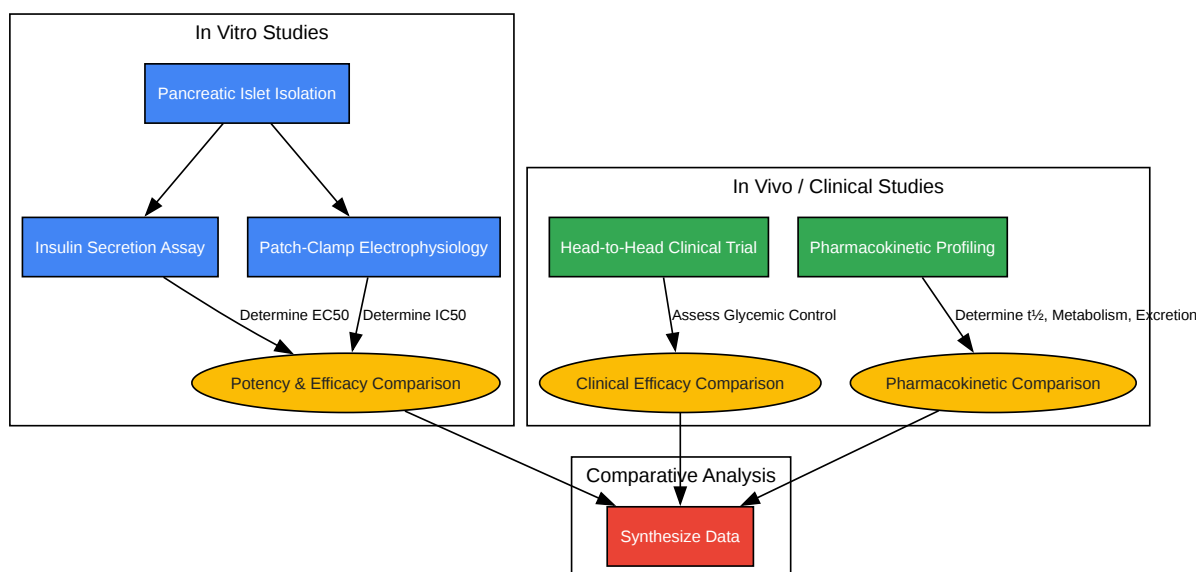 In Vitro Studies
Pancreatic Islet Isolation
In Vivo / Clinical Studies
Insulin Secretion Assay
Patch-Clamp Electrophysiology
Head-to-Head Clinical Trial
Pharmacokinetic Profiling
Determine EC50
Determine IC50
Assess Glycemic Control
Determine t½, Metabolism, Excretion
Potency & Efficacy Comparison
Clinical Efficacy Comparison
Pharmacokinetic Comparison
Comparative Analysis
Synthesize Data